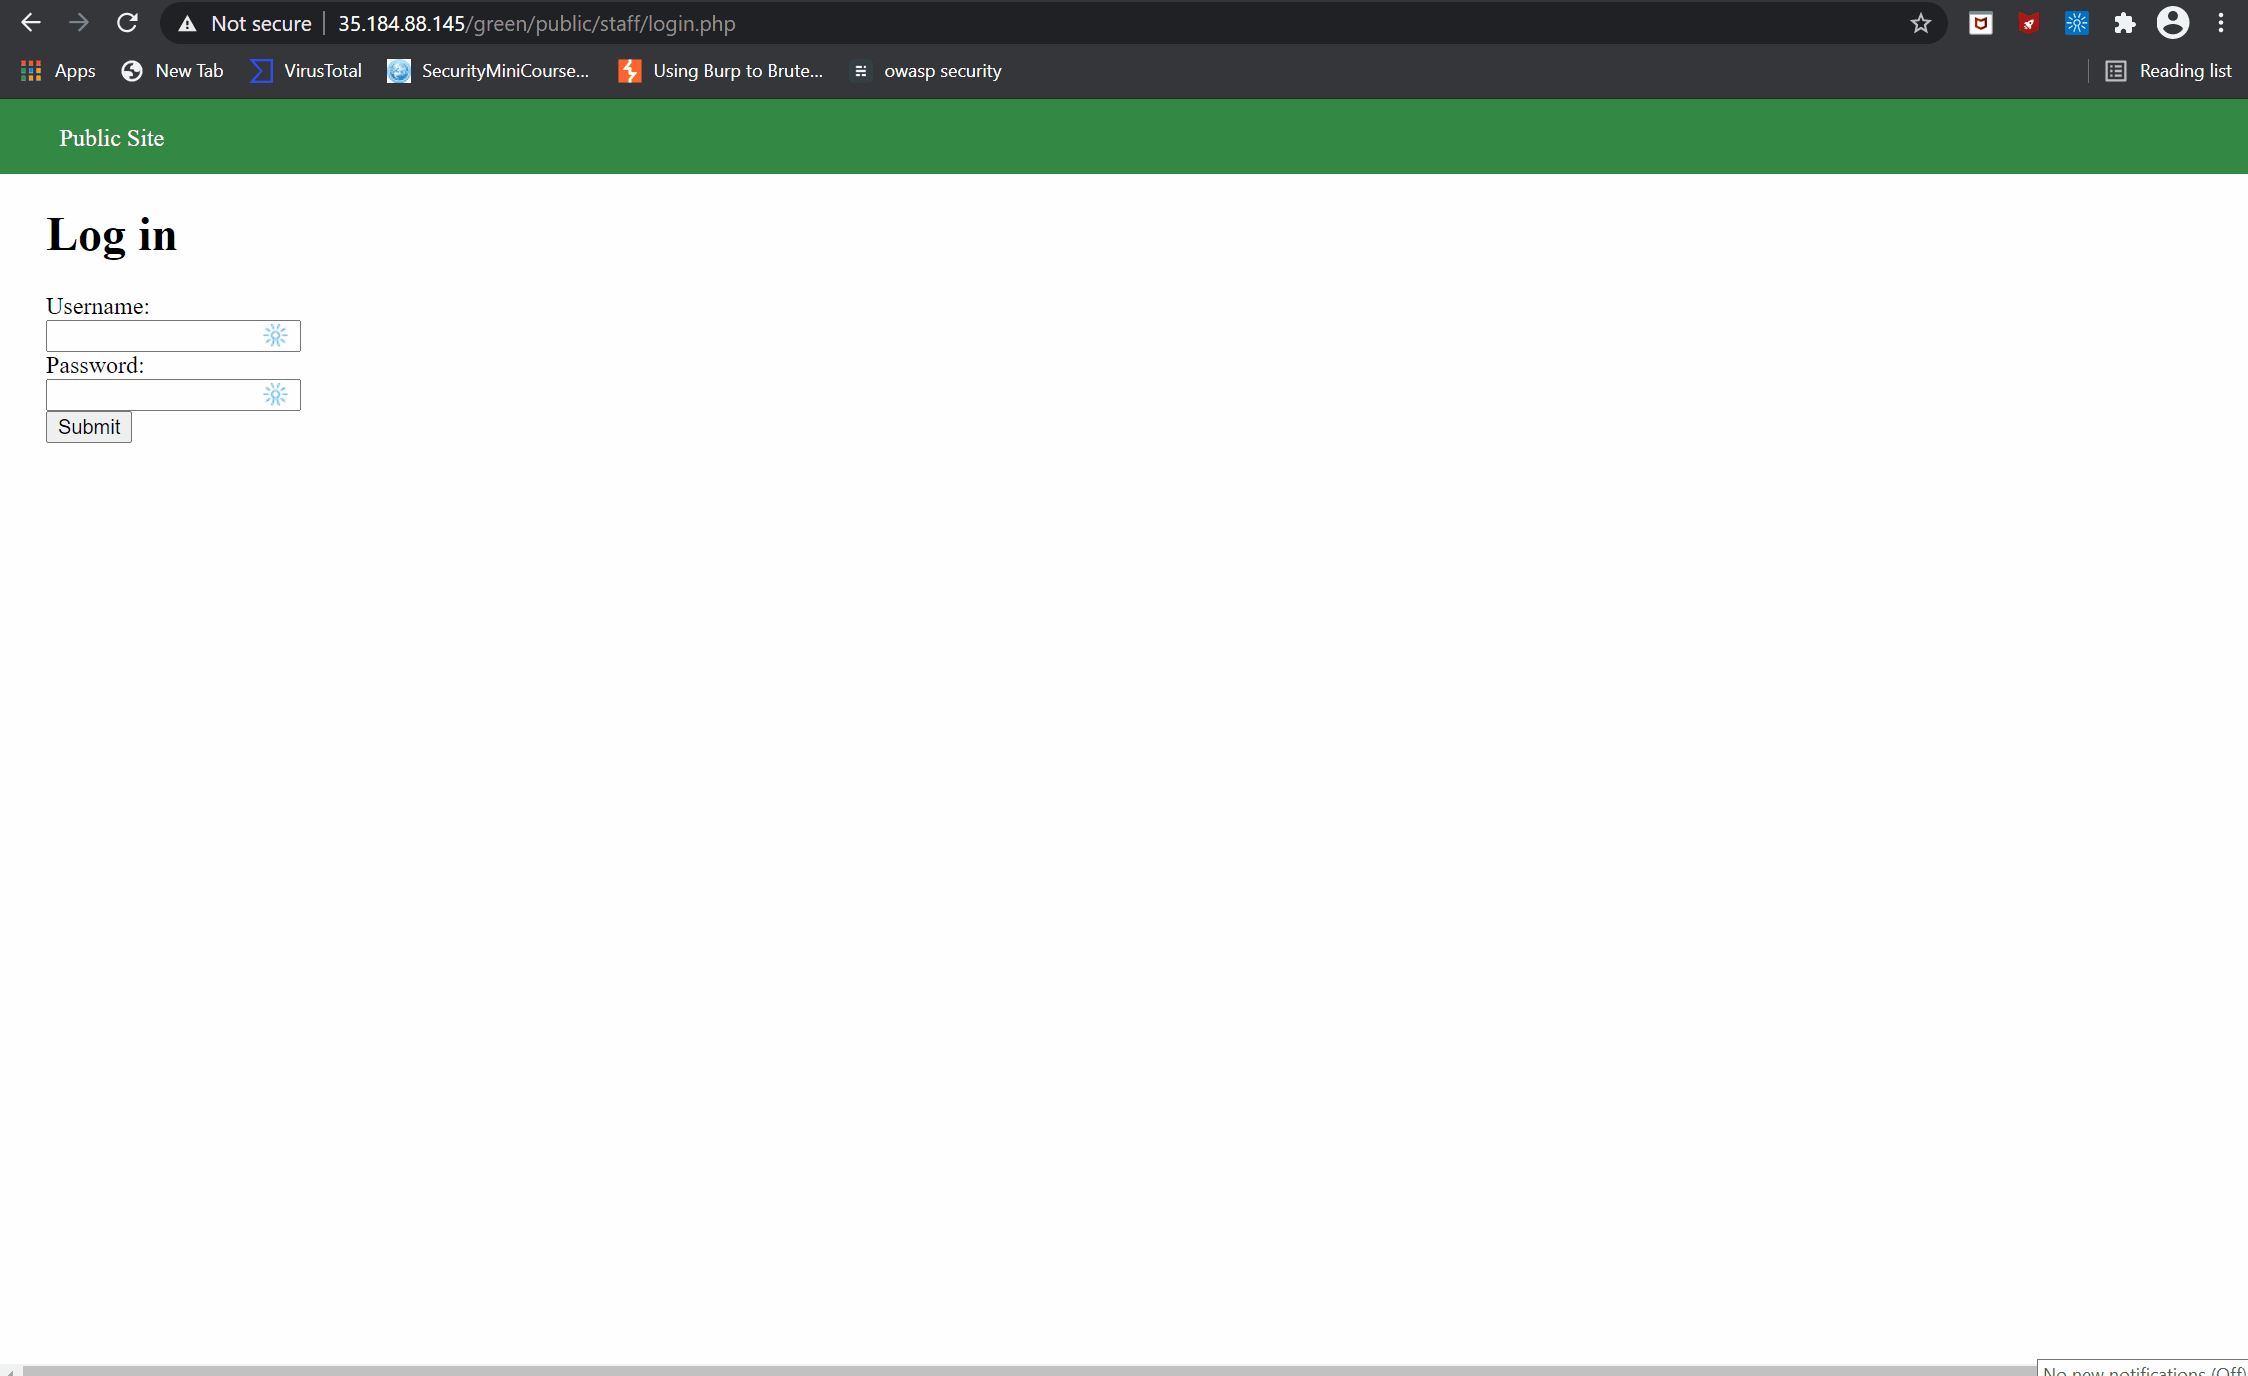 Not secure 35.184.88.145/green/public/staff/login.php
Apps New Tab VirusTotal SecurityMiniCourse... Using Burp to Brute... owasp security Reading list
Public Site
Log in
Username:
Password:
Submit
No new notifications (Off)